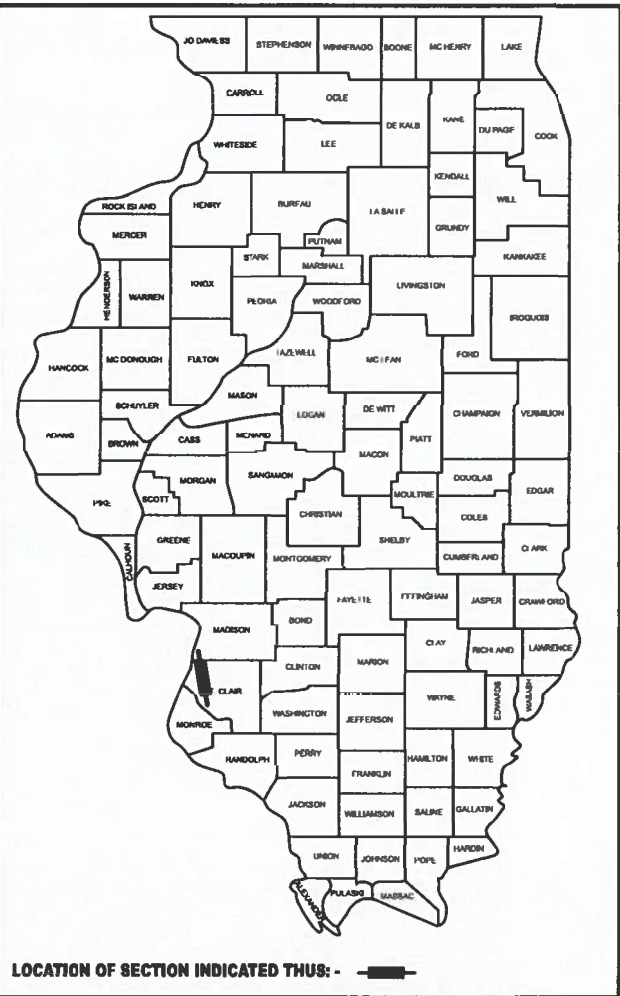 JO DAVIESS STEPHENSON WINNEBAGO BOONE MC HENRY LAKE
CARROLL OGLE
DE KALB KANE DU PAGE COOK
WHITESIDE LEE
KENDALL
ROCK ISLAND HENRY BUREAU LA SALLE WILL
MERCER GRUNDY
PUTNAM
STARK MARSHALL KANKAKEE
HENDERSON WARREN KNOX PEORIA WOODFORD LIVINGSTON
IROQUOIS
HANCOCK MC DONOUGH FULTON TAZEWELL MC LEAN FORD
SCHUYLER MASON
LOGAN DE WITT CHAMPAIGN VERMILION
ADAMS BROWN CASS MENARD PIATT
MACON
PIKE SCOTT MORGAN SANGAMON DOUGLAS EDGAR
MOULTRIE
CHRISTIAN COLES
CALHOUN GREENE MACOUPIN MONTGOMERY SHELBY
CUMBERLAND CLARK
JERSEY FAYETTE EFFINGHAM JASPER CRAWFORD
MADISON BOND
CLAY RICHLAND LAWRENCE
CLINTON MARION
CLAIR WAYNE EDWARDS WABASH
MONROE WASHINGTON JEFFERSON
RANDOLPH PERRY HAMILTON WHITE
FRANKLIN
JACKSON WILLIAMSON SALINE GALLATIN
UNION JOHNSON POPE HARDIN
ALEXANDER PULASKI MASSAC
LOCATION OF SECTION INDICATED THUS: -